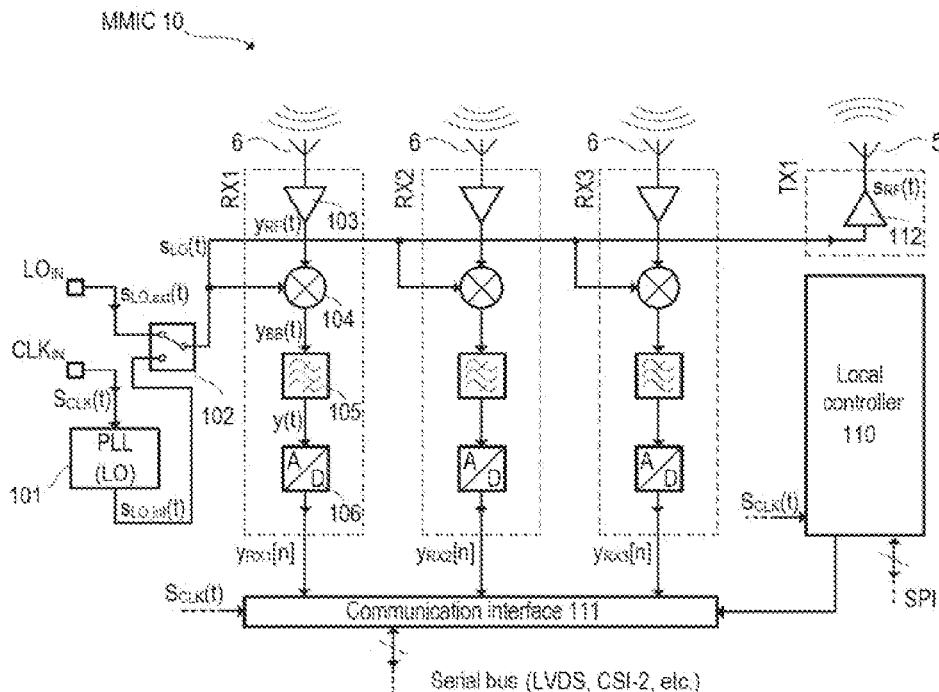 MMIC 10
6
6
6
5
RX1
RX2
RX3
TX1
sRF(t)
yRF(t)
103
112
sLO(t)
LOIN
sLO,ext(t)
104
yBB(t)
CLKIN
102
SCLK(t)
105
y(t)
PLL
(LO)
101
sLO,int(t)
A
D
A
D
A
D
106
Local
controller
110
SCLK(t)
yRX1[n]
yRX2[n]
yRX3[n]
SCLK(t)
Communication interface 111
SPI
Serial bus (LVDS, CSI-2, etc.)